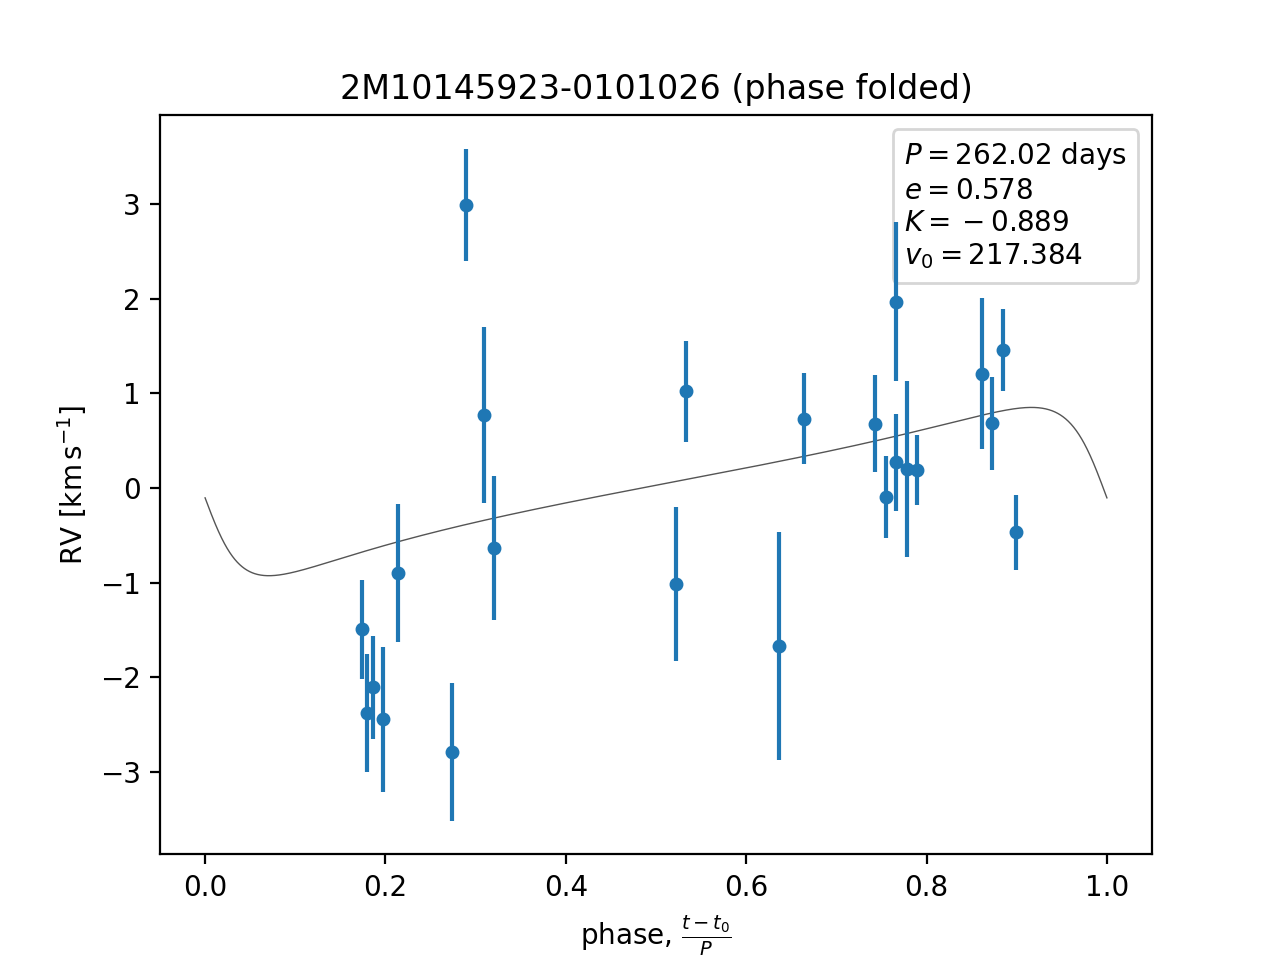 2M10145923-0101026 (phase folded)
P = 262.02 days
e = 0.578
K = −0.889
v₀ = 217.384
3
2
1
0
−1
−2
−3
RV [km s⁻¹]
0.0 0.2 0.4 0.6 0.8 1.0
phase, (t − t₀)/P